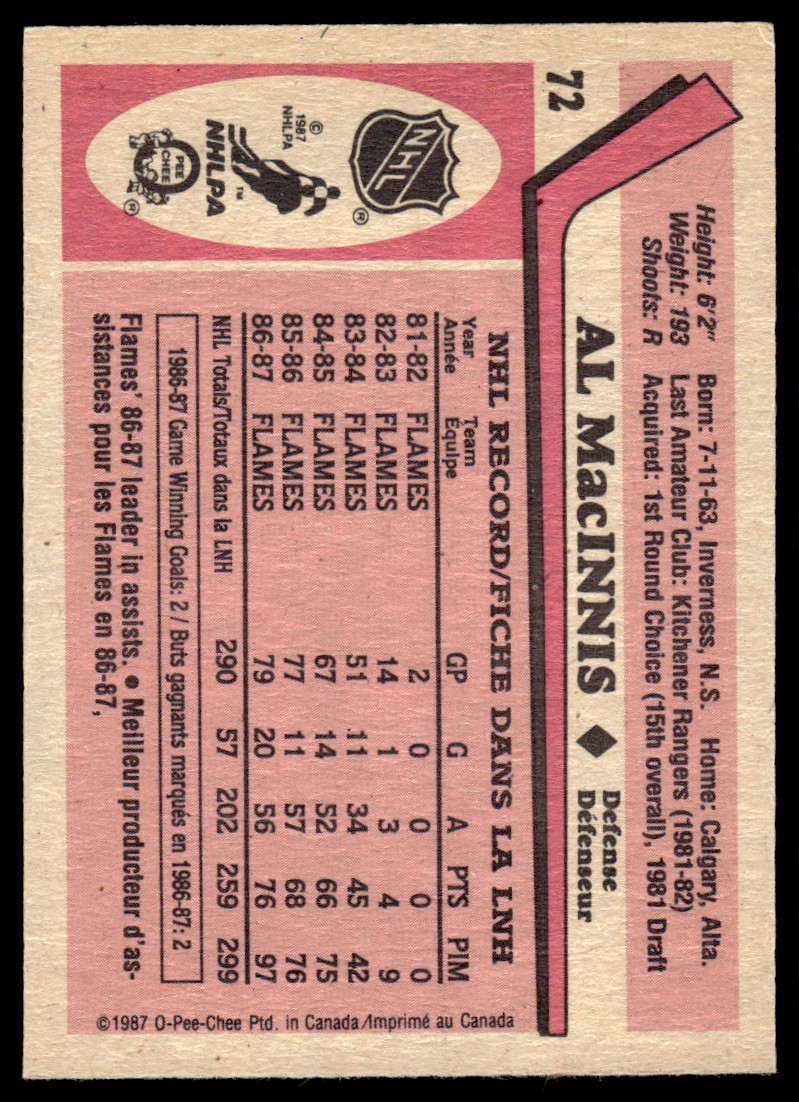 72
Height: 6'2" Born: 7-11-63, Inverness, N.S. Home: Calgary, Alta.
Weight: 193 Last Amateur Club: Kitchener Rangers (1981-82)
Shoots: R Acquired: 1st Round Choice (15th overall), 1981 Draft
AL MacINNIS ◆ Defense
Défenseur
NHL ®
NHLPA ™
© 1987 NHLPA
O PEE CHEE ®
NHL RECORD/FICHE DANS LA LNH
Year Team GP G A PTS PIM
Année Équipe
81-82 FLAMES 2 0 0 0 0
82-83 FLAMES 14 1 3 4 9
83-84 FLAMES 51 11 34 45 42
84-85 FLAMES 67 14 52 66 75
85-86 FLAMES 77 11 57 68 76
86-87 FLAMES 79 20 56 76 97
NHL Totals/Totaux dans la LNH 290 57 202 259 299
1986-87 Game Winning Goals: 2 / Buts gagnants marqués en 1986-87: 2
Flames' 86-87 leader in assists. ● Meilleur producteur d'as-
sistances pour les Flames en 86-87,
©1987 O-Pee-Chee Ptd. in Canada/Imprimé au Canada